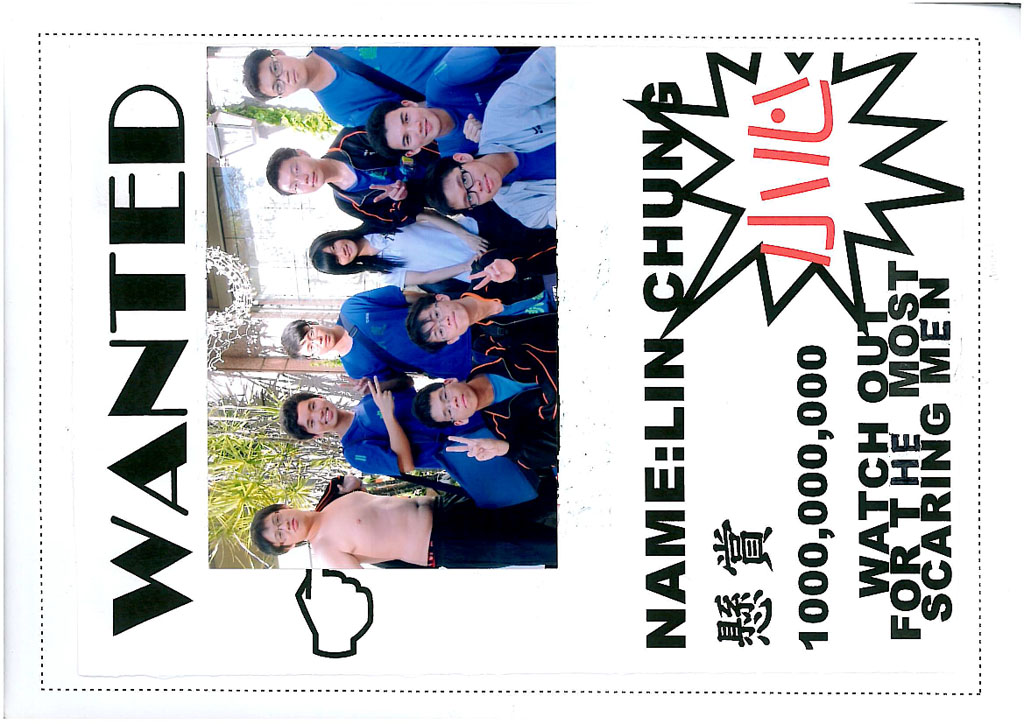 WANTED
NAME:LIN CHUNG
懸賞
小心
1000,000,000
WATCH OUT
FOR THE MOST
SCARING MEN